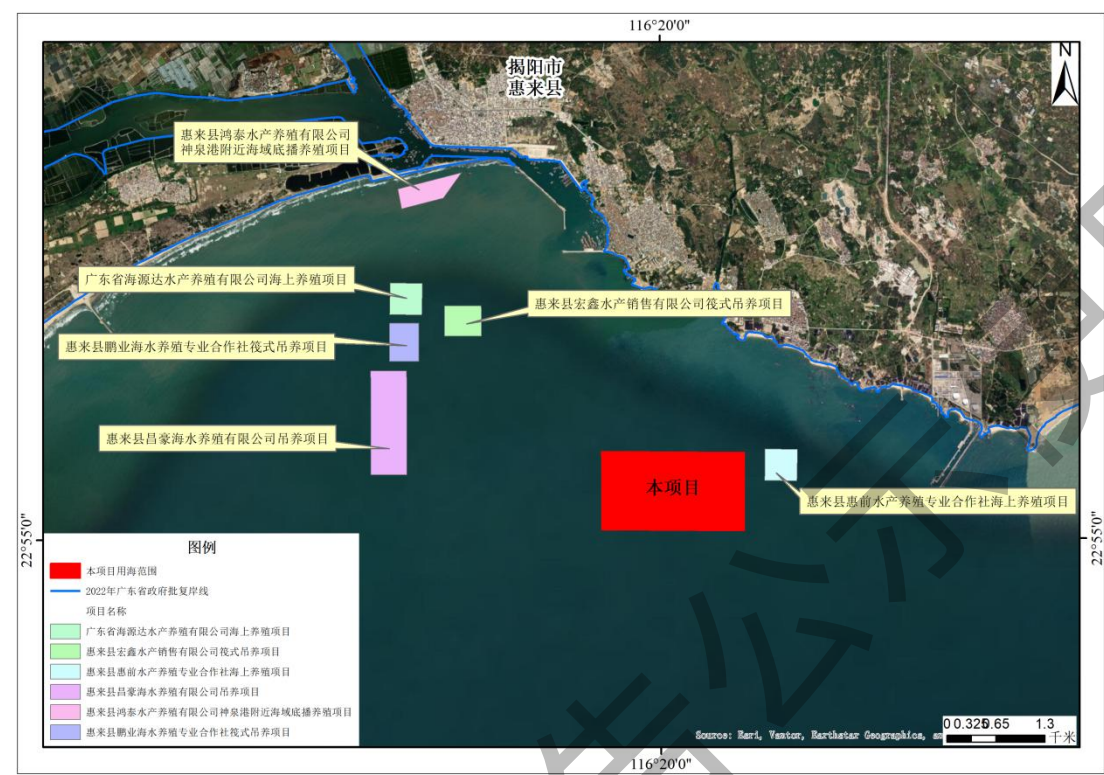 116°20'0"
N
揭阳市
惠来县
惠来县鸿泰水产养殖有限公司
神泉港附近海域底播养殖项目
广东省海源达水产养殖有限公司海上养殖项目
惠来县宏鑫水产销售有限公司筏式吊养项目
惠来县鹏业海水养殖专业合作社筏式吊养项目
惠来县昌豪海水养殖有限公司吊养项目
本项目
惠来县惠前水产养殖专业合作社海上养殖项目
22°55'0"
22°55'0"
图例
本项目用海范围
2022年广东省政府批复岸线
项目名称
广东省海源达水产养殖有限公司海上养殖项目
惠来县宏鑫水产销售有限公司筏式吊养项目
惠来县惠前水产养殖专业合作社海上养殖项目
惠来县昌豪海水养殖有限公司吊养项目
惠来县鸿泰水产养殖有限公司神泉港附近海域底播养殖项目
惠来县鹏业海水养殖专业合作社筏式吊养项目
0 0.325 0.65 1.3
千米
Source: Esri, Vantor, Earthstar Geographics, an
116°20'0"